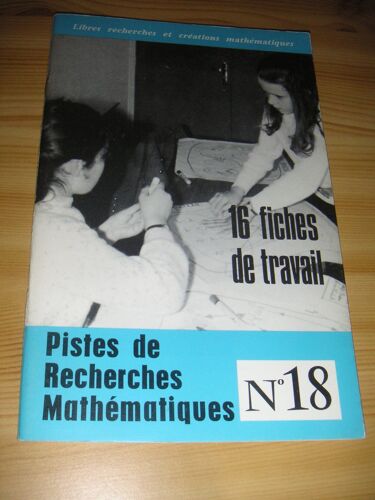 Libres recherches et créations mathématiques
16 fiches
de travail
Pistes de
Recherches
Mathématiques
N°18